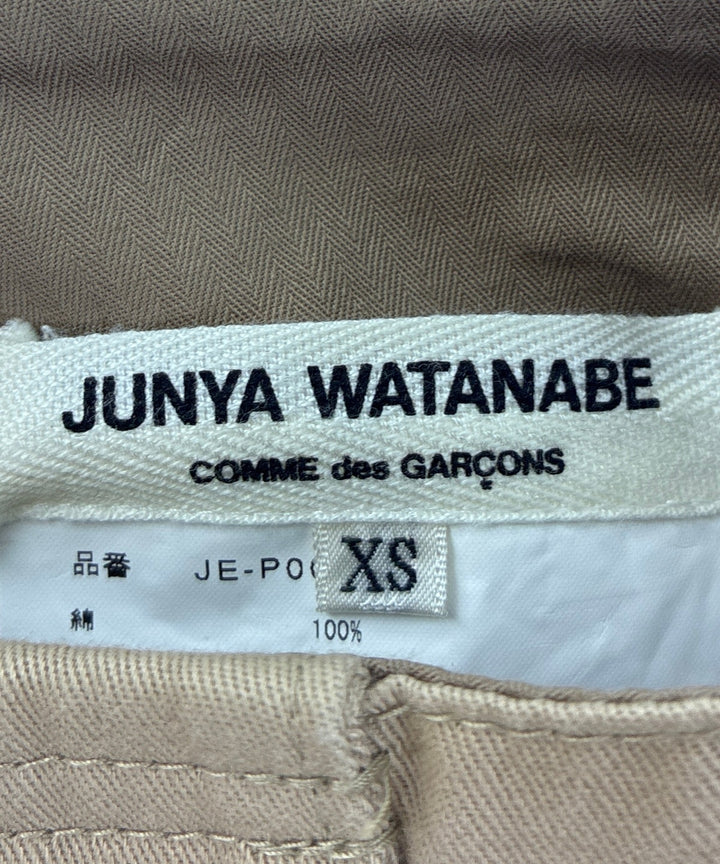 JUNYA WATANABE
COMME des GARÇONS
品番 JE-P0
XS
綿 100%